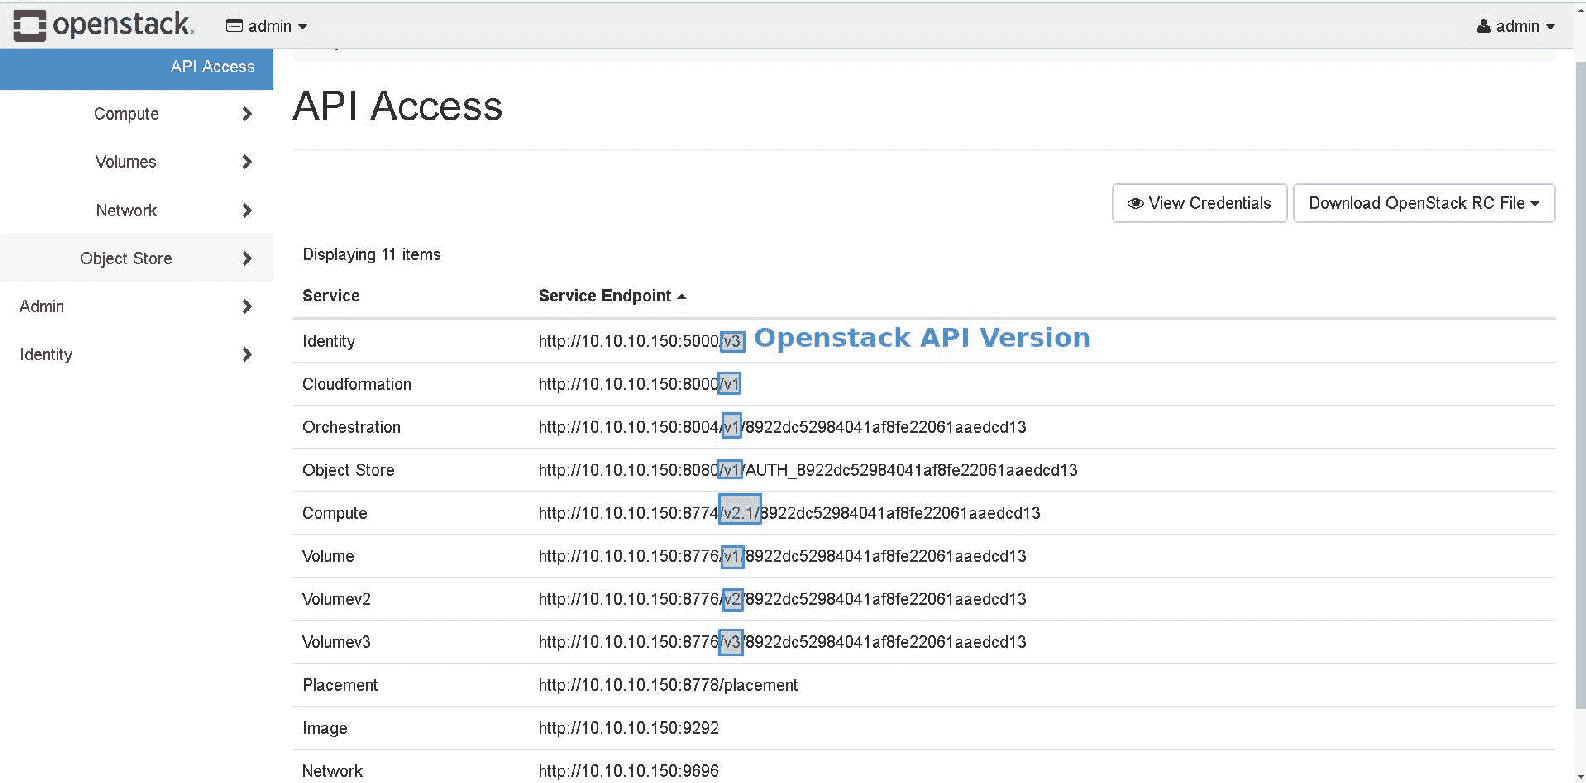 openstack. admin admin
API Access
Compute
Volumes
Network
Object Store
Admin
Identity
API Access
View Credentials Download OpenStack RC File
Displaying 11 items
Service Service Endpoint
Identity http://10.10.10.150:5000/v3 Openstack API Version
Cloudformation http://10.10.10.150:8000/v1
Orchestration http://10.10.10.150:8004/v1/8922dc52984041af8fe22061aaedcd13
Object Store http://10.10.10.150:8080/v1/AUTH_8922dc52984041af8fe22061aaedcd13
Compute http://10.10.10.150:8774/v2.1/8922dc52984041af8fe22061aaedcd13
Volume http://10.10.10.150:8776/v1/8922dc52984041af8fe22061aaedcd13
Volumev2 http://10.10.10.150:8776/v2/8922dc52984041af8fe22061aaedcd13
Volumev3 http://10.10.10.150:8776/v3/8922dc52984041af8fe22061aaedcd13
Placement http://10.10.10.150:8778/placement
Image http://10.10.10.150:9292
Network http://10.10.10.150:9696